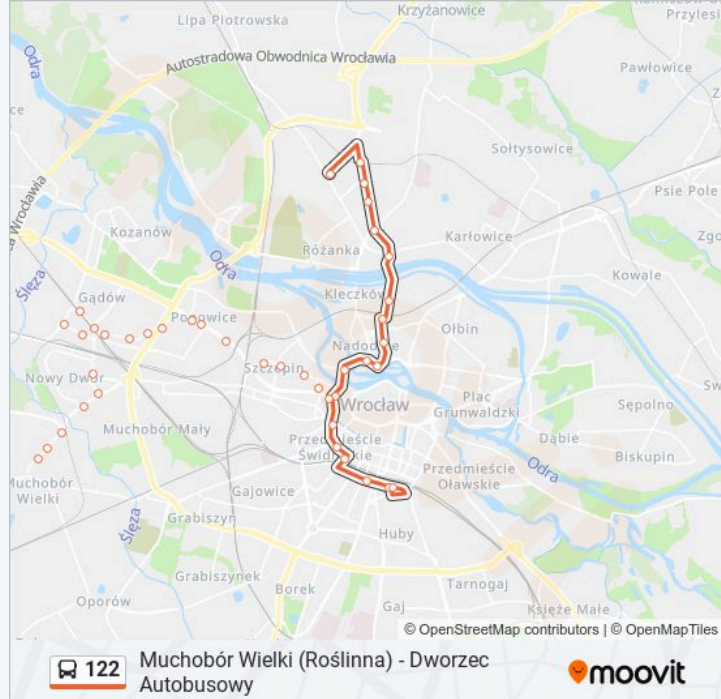 Lipa Piotrowska
Krzyżanowice
Przylesi
Odra
Autostradowa Obwodnica Wrocławia
Pawłowice
Sołtysowice
Psie Pole
Wrocławia
Kozanów
Różanka
Karłowice
Odra
Kowale
Ślęza
Gądów
Kleczków
Popowice
Ołbin
Nadodrze
Szczepin
Nowy Dwór
Plac
Grunwaldzki
Sępolno
Wrocław
Muchobór Mały
Dąbie
Przedmieście
Świdnickie
Biskupin
Przedmieście
Oławskie
Odra
Muchobór
Wielki
Gajowice
Ślęza
Grabiszyn
Huby
Grabiszynek
Tarnogaj
Oporów
Borek
Gaj
Księże Małe
© OpenStreetMap contributors | © OpenMapTiles
122
Muchobór Wielki (Roślinna) - Dworzec
Autobusowy
moovit